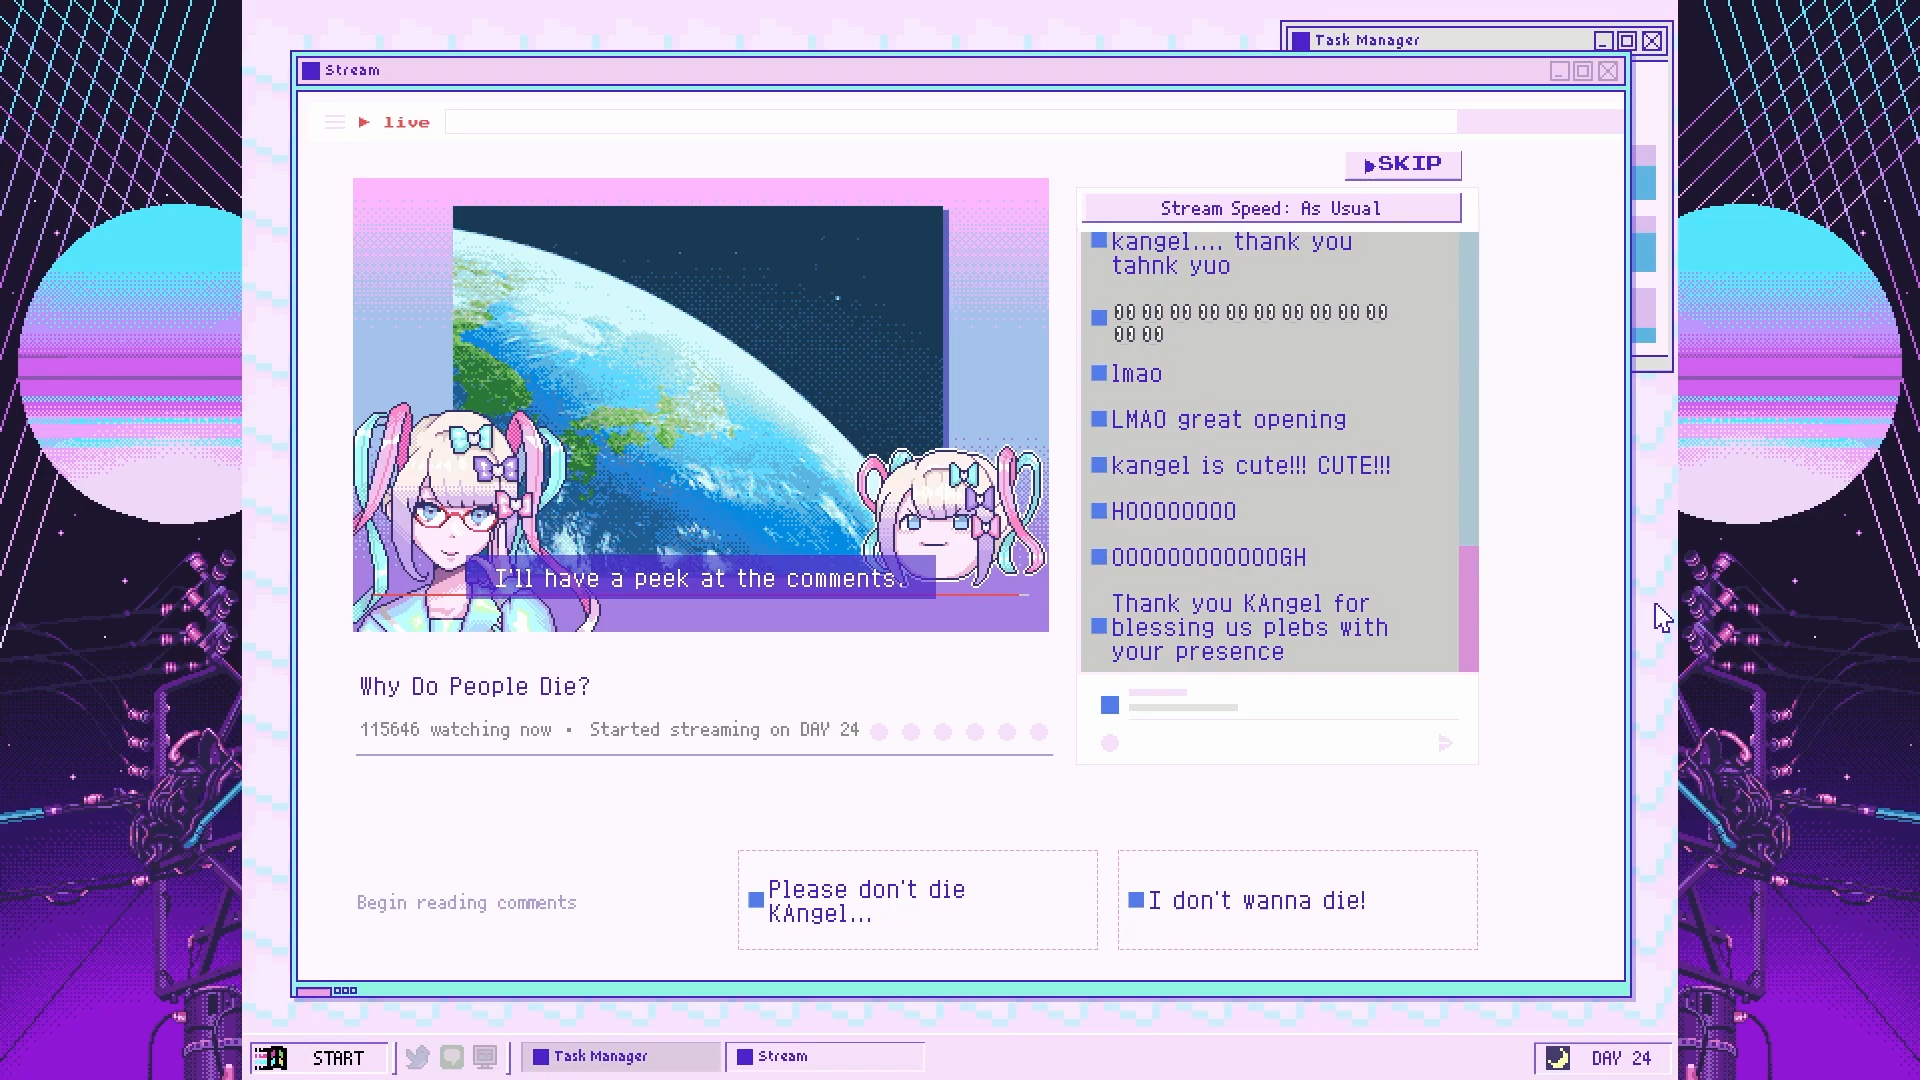 Task Manager
Stream
live
SKIP
Stream Speed: As Usual
kangel.... thank you
tahnk yuo
00 00 00 00 00 00 00 00 00 00
00 00
lmao
LMAO great opening
kangel is cute!!! CUTE!!!
HOOOOOOOO
OOOOOOOOOOOOOGH
Thank you KAngel for
blessing us plebs with
your presence
I'll have a peek at the comments.
Why Do People Die?
115646 watching now • Started streaming on DAY 24
Begin reading comments
Please don't die
KAngel...
I don't wanna die!
START
Task Manager
Stream
DAY 24